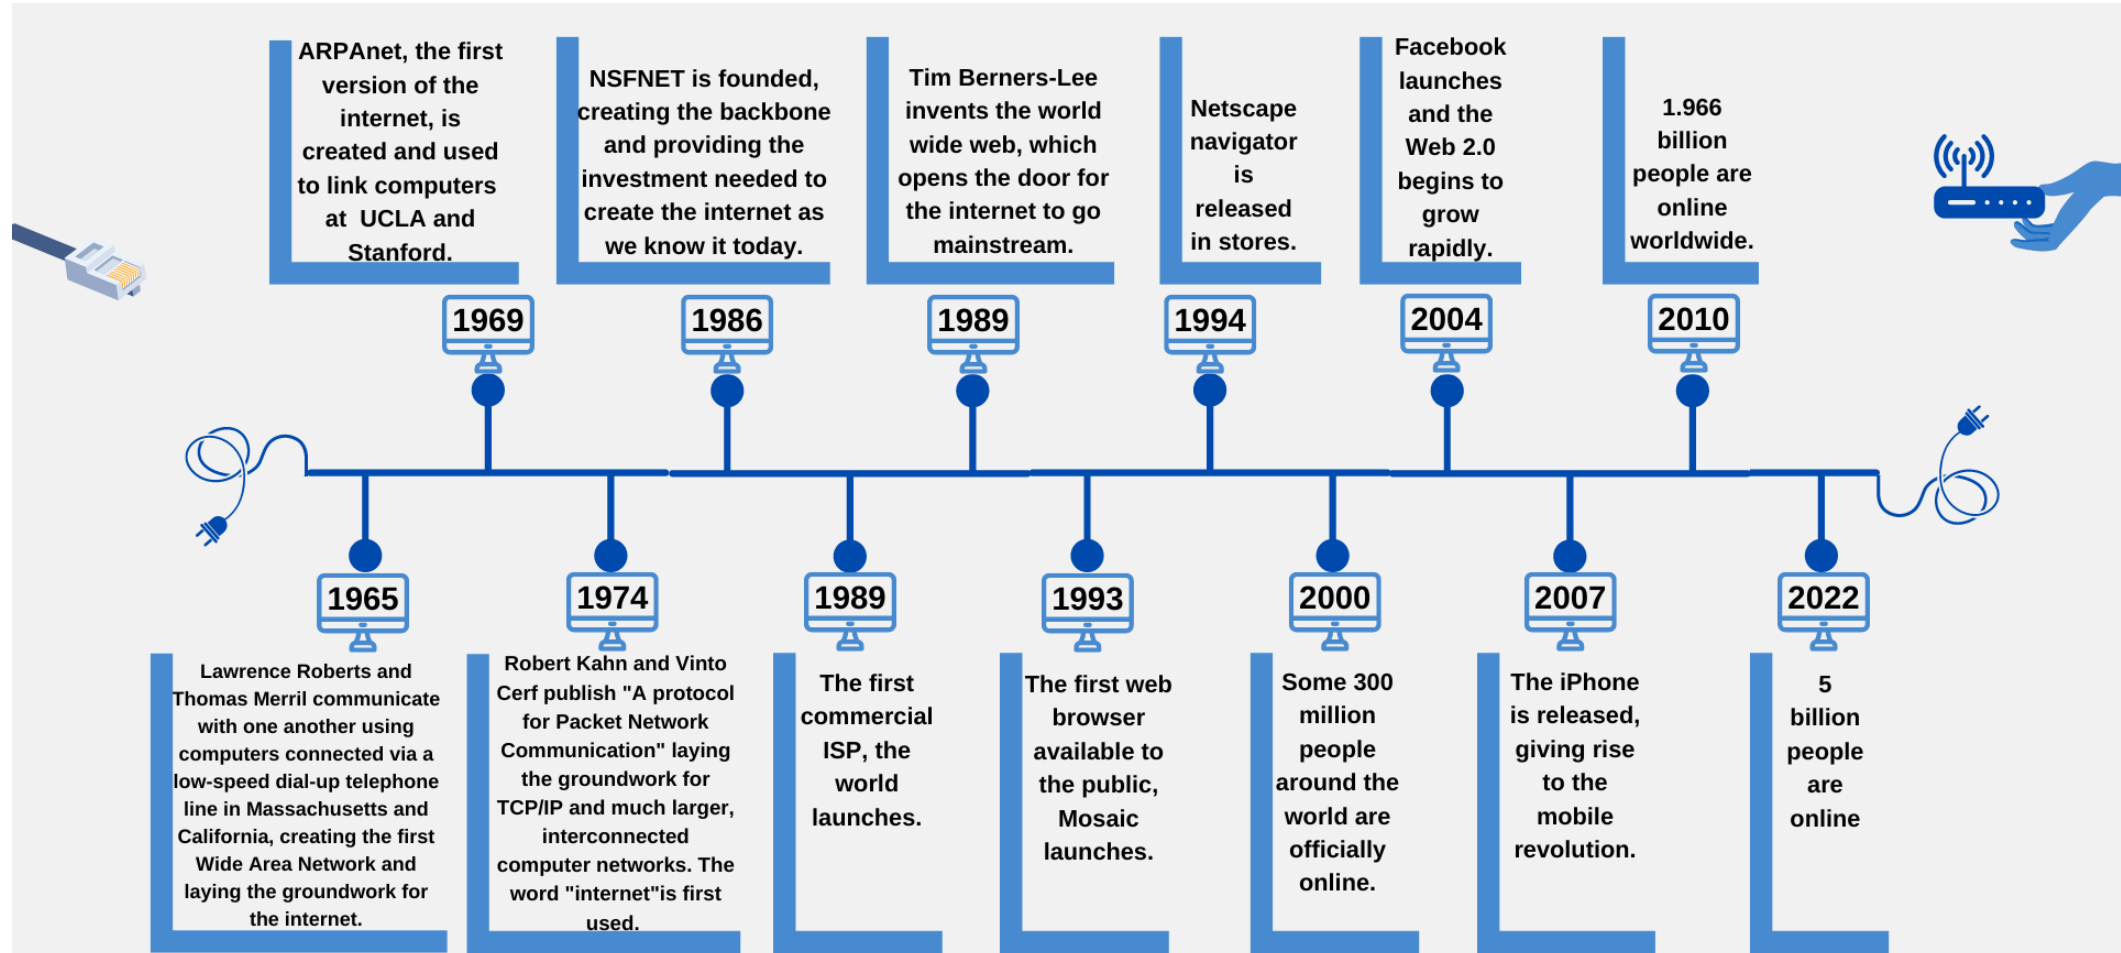 ARPAnet, the first
version of the
internet, is
created and used
to link computers
at UCLA and
Stanford.
NSFNET is founded,
creating the backbone
and providing the
investment needed to
create the internet as
we know it today.
Tim Berners-Lee
invents the world
wide web, which
opens the door for
the internet to go
mainstream.
Netscape
navigator
is
released
in stores.
Facebook
launches
and the
Web 2.0
begins to
grow
rapidly.
1.966
billion
people are
online
worldwide.
1969
1986
1989
1994
2004
2010
1965
1974
1989
1993
2000
2007
2022
Lawrence Roberts and
Thomas Merril communicate
with one another using
computers connected via a
low-speed dial-up telephone
line in Massachusetts and
California, creating the first
Wide Area Network and
laying the groundwork for
the internet.
Robert Kahn and Vinto
Cerf publish "A protocol
for Packet Network
Communication" laying
the groundwork for
TCP/IP and much larger,
interconnected
computer networks. The
word "internet"is first
used.
The first
commercial
ISP, the
world
launches.
The first web
browser
available to
the public,
Mosaic
launches.
Some 300
million
people
around the
world are
officially
online.
The iPhone
is released,
giving rise
to the
mobile
revolution.
5
billion
people
are
online